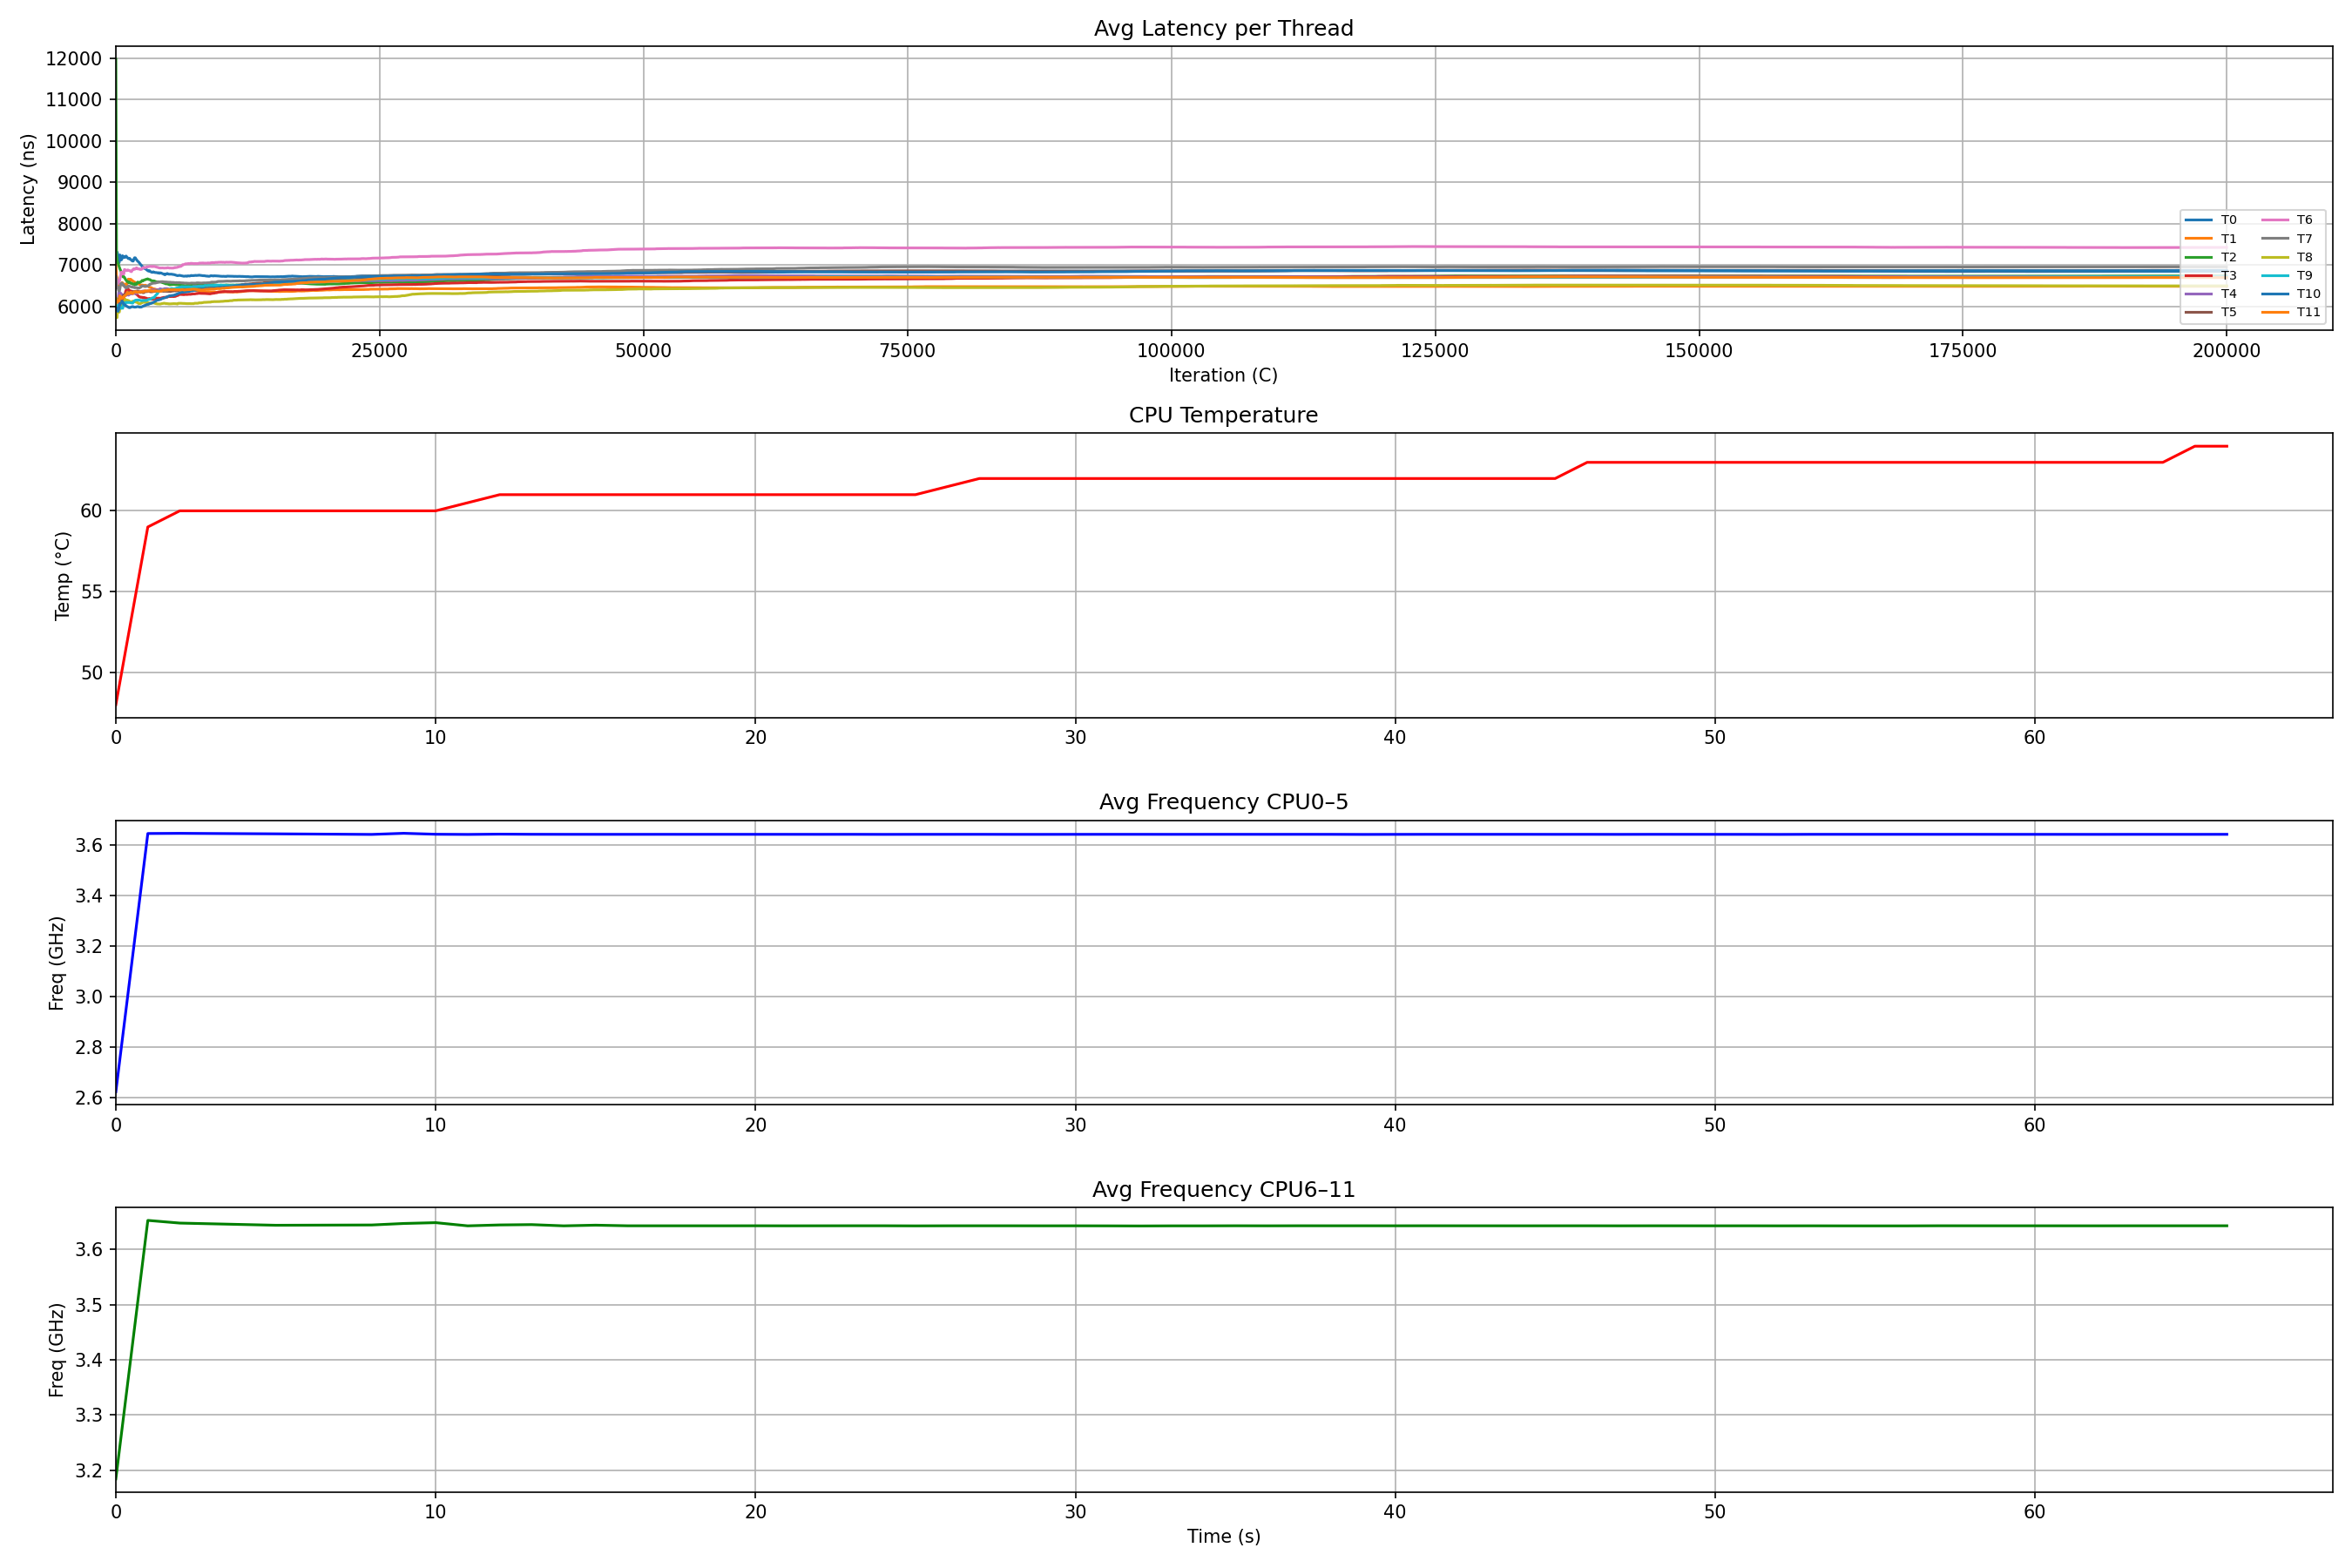 Avg Latency per Thread
12000
11000
10000
9000
8000
7000
6000
Latency (ns)
T0 T6
T1 T7
T2 T8
T3 T9
T4 T10
T5 T11
0 25000 50000 75000 100000 125000 150000 175000 200000
Iteration (C)
CPU Temperature
60
55
50
Temp (°C)
0 10 20 30 40 50 60
Avg Frequency CPU0–5
3.6
3.4
3.2
3.0
2.8
2.6
Freq (GHz)
0 10 20 30 40 50 60
Avg Frequency CPU6–11
3.6
3.5
3.4
3.3
3.2
Freq (GHz)
0 10 20 30 40 50 60
Time (s)